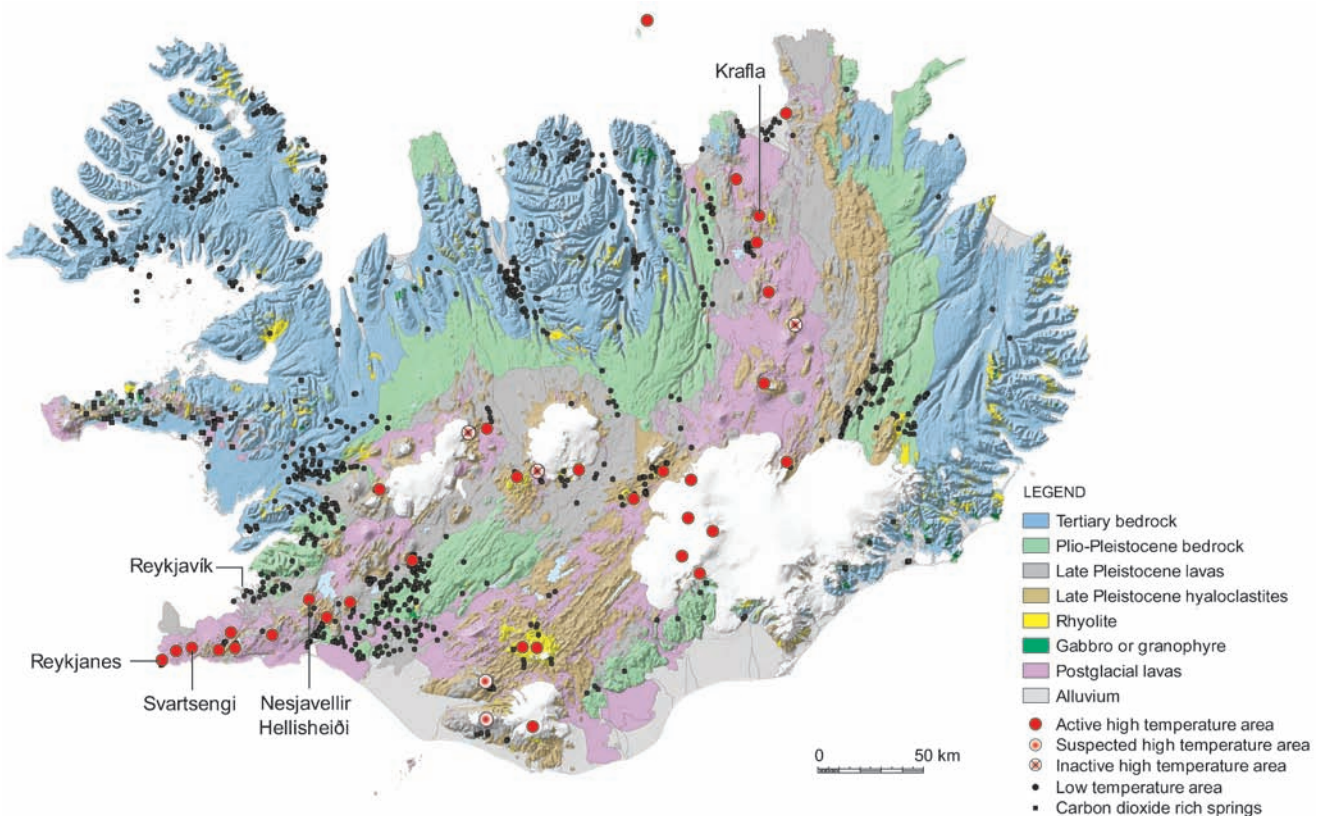 Krafla
Reykjavík
Reykjanes
Svartsengi
Nesjavellir
Hellisheiði
0 50 km
LEGEND
Tertiary bedrock
Plio-Pleistocene bedrock
Late Pleistocene lavas
Late Pleistocene hyaloclastites
Rhyolite
Gabbro or granophyre
Postglacial lavas
Alluvium
Active high temperature area
Suspected high temperature area
Inactive high temperature area
Low temperature area
Carbon dioxide rich springs